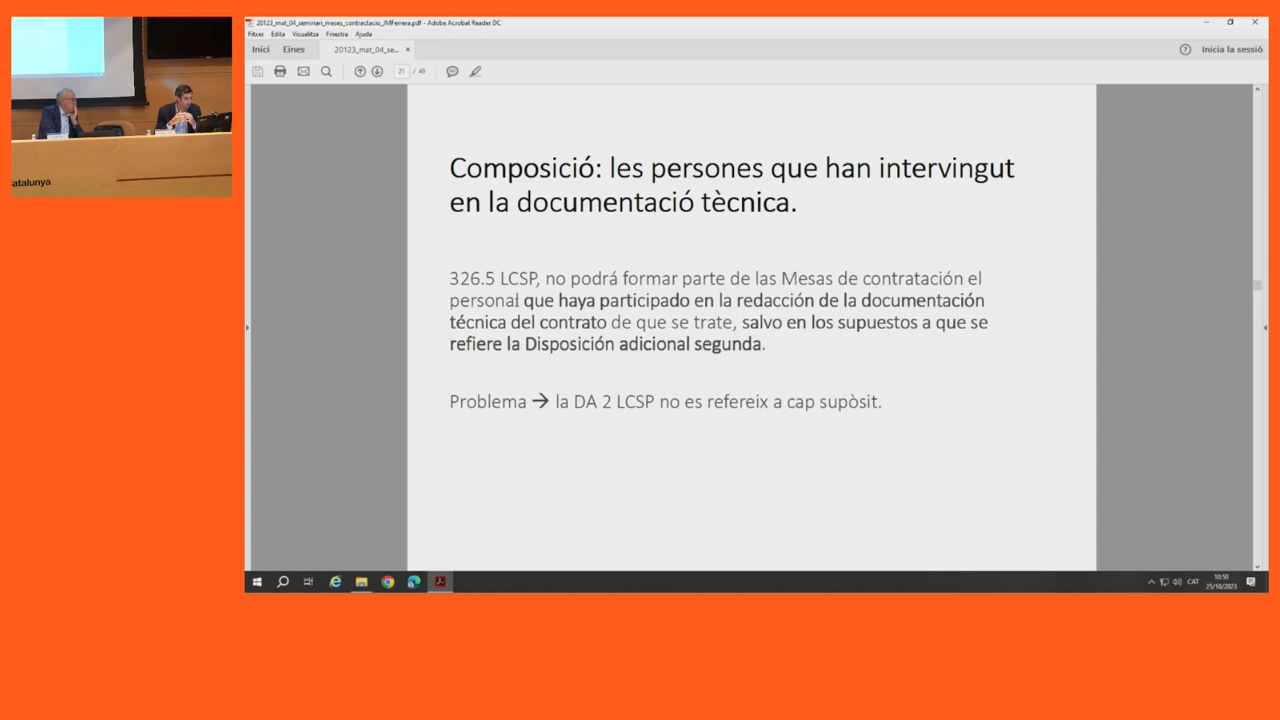 20123_mat_04_seminari_meses_contractacio_JMFerrera.pdf - Adobe Acrobat Reader DC
Fitxer Edita Visualitza Finestra Ajuda
Inici Eines 20123_mat_04_se... × Inicia la sessió
21 / 48
Composició: les persones que han intervingut
en la documentació tècnica.
326.5 LCSP, no podrá formar parte de las Mesas de contratación el
personal que haya participado en la redacción de la documentación
técnica del contrato de que se trate, salvo en los supuestos a que se
refiere la Disposición adicional segunda.
Problema → la DA 2 LCSP no es refereix a cap supòsit.
atalunya
CAT
10:50
25/10/2023